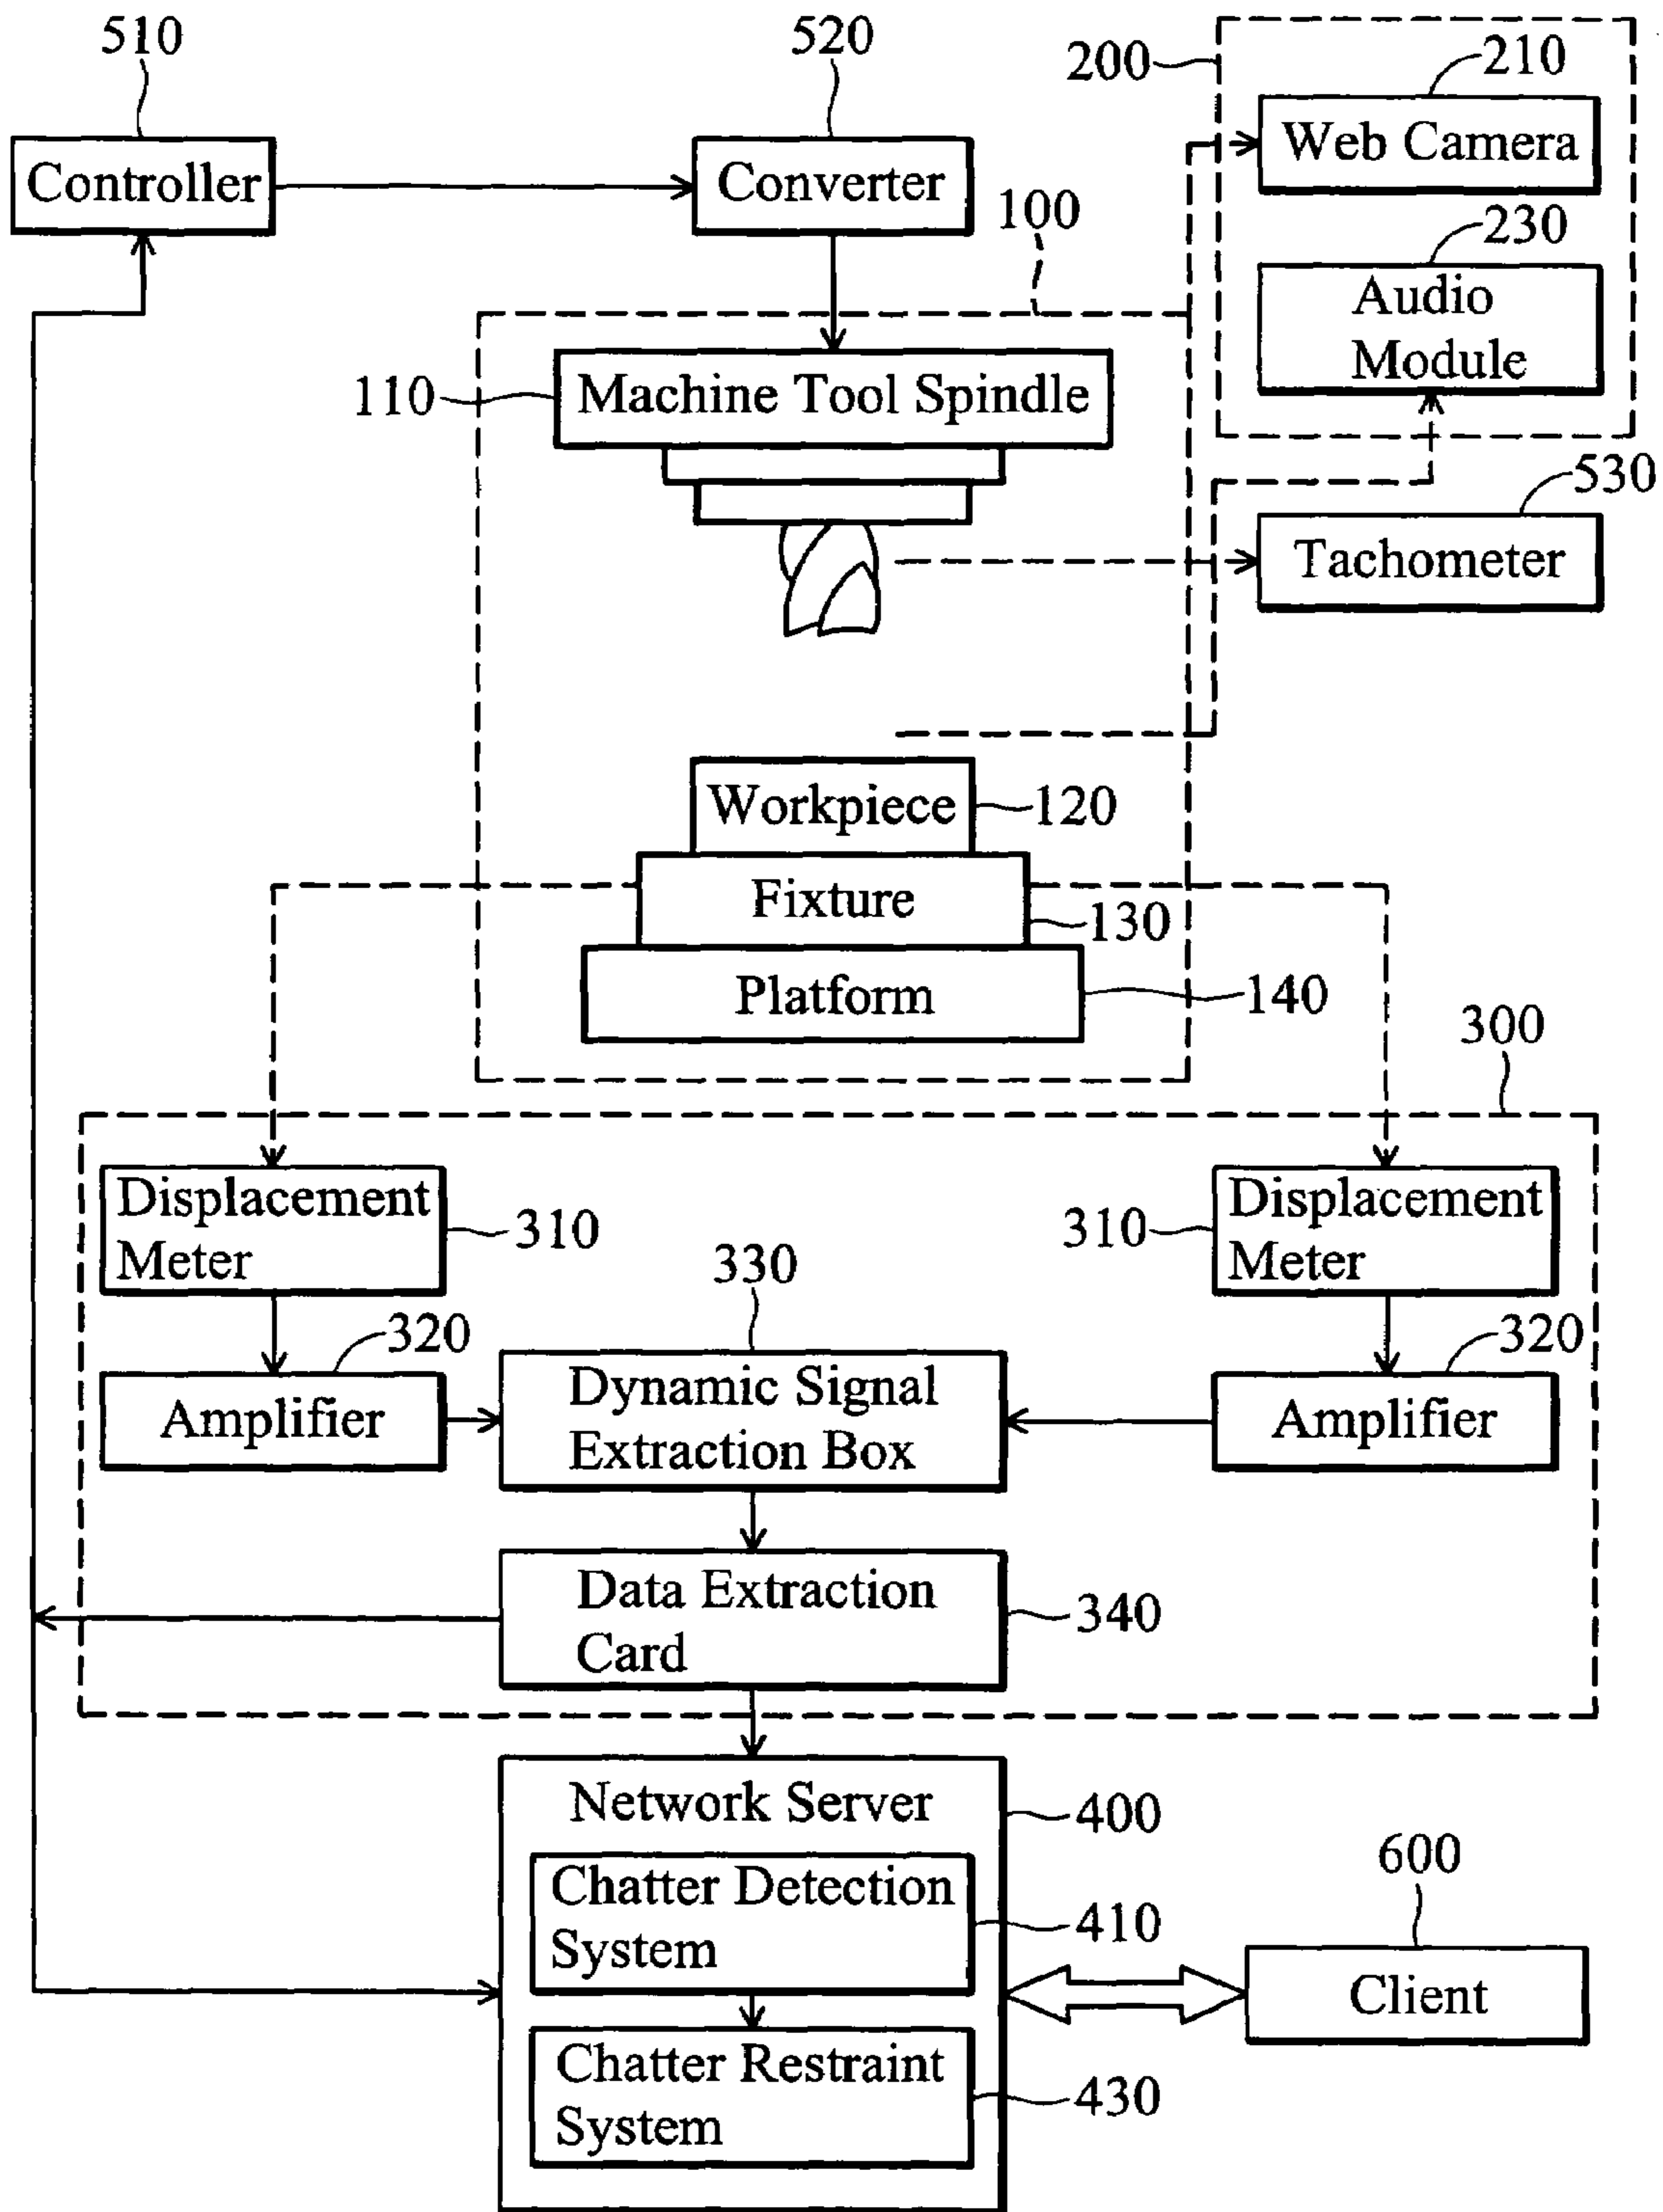 510
520
200
210
Web Camera
Controller
Converter
100
230
Audio
Module
110
Machine Tool Spindle
530
Tachometer
Workpiece
120
Fixture
130
Platform
140
300
Displacement
Meter
310
310
Displacement
Meter
330
320
320
Amplifier
Dynamic Signal
Extraction Box
Amplifier
Data Extraction
Card
340
Network Server
400
Chatter Detection
System
410
600
Client
Chatter Restraint
System
430